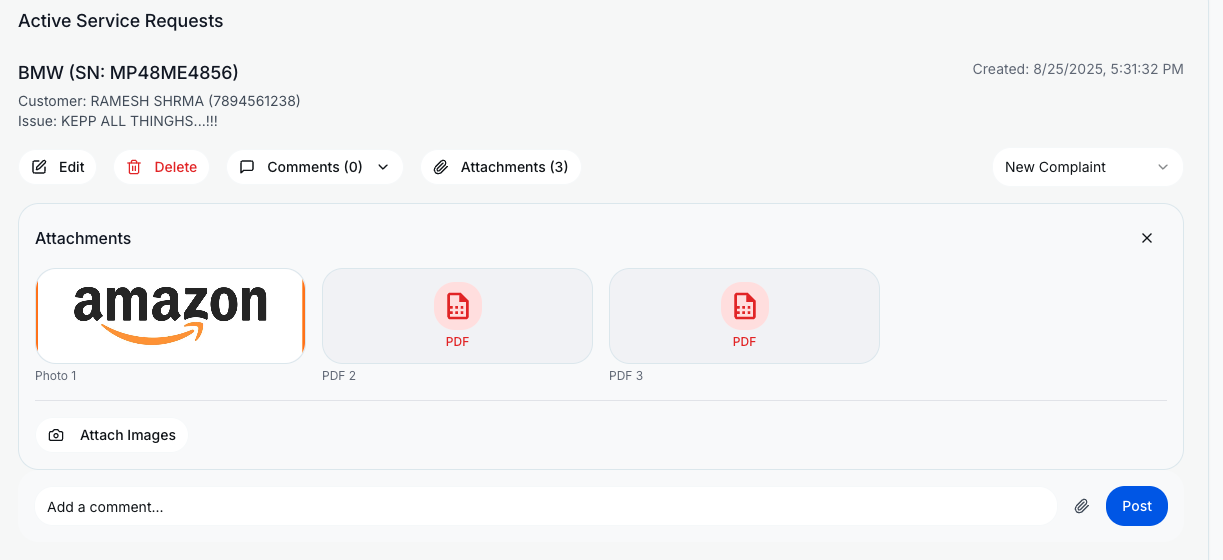 Active Service Requests
BMW (SN: MP48ME4856)
Created: 8/25/2025, 5:31:32 PM
Customer: RAMESH SHRMA (7894561238)
Issue: KEPP ALL THINGHS...!!!
Edit
Delete
Comments (0)
Attachments (3)
New Complaint
Attachments
amazon
PDF
PDF
Photo 1
PDF 2
PDF 3
Attach Images
Add a comment...
Post